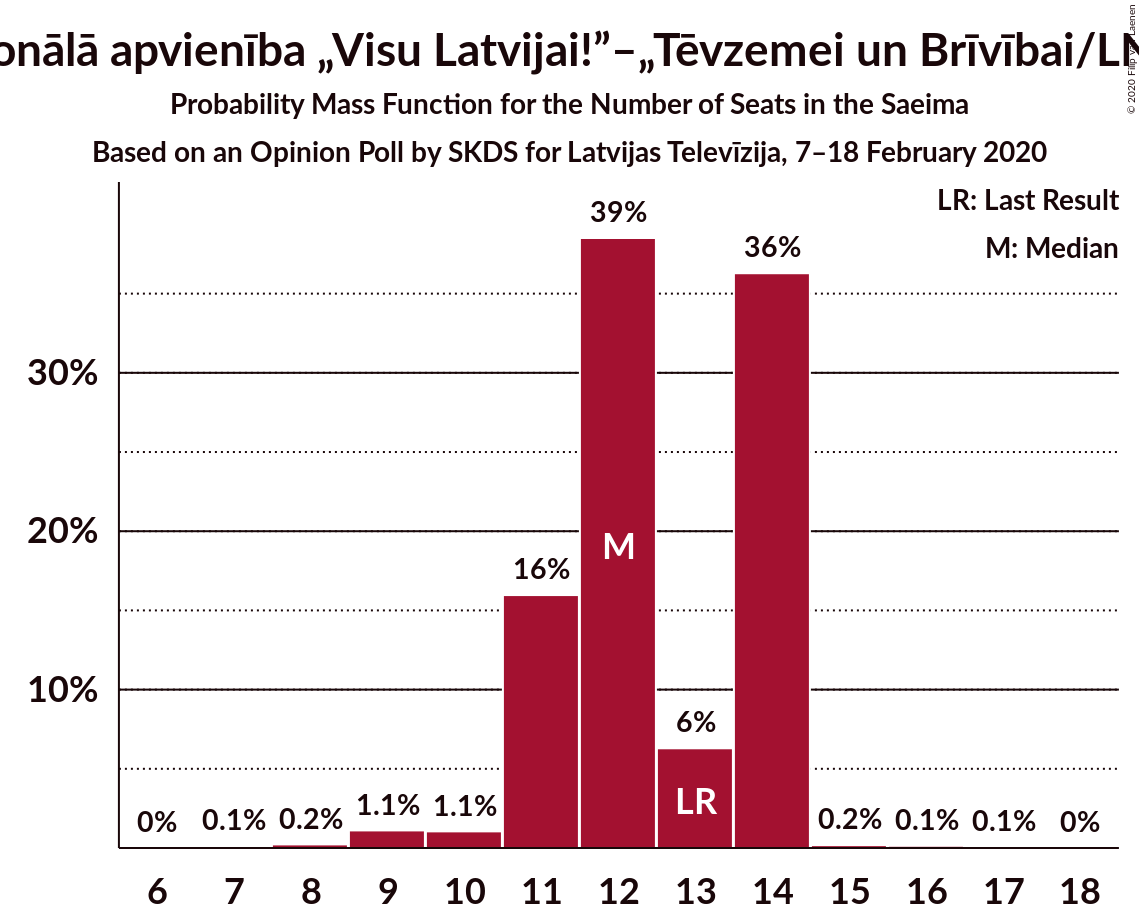 onālā apvienība „Visu Latvijai!”–„Tēvzemei un Brīvībai/LN
© 2020 Filip van Laenen
Probability Mass Function for the Number of Seats in the Saeima
Based on an Opinion Poll by SKDS for Latvijas Televīzija, 7–18 February 2020
LR: Last Result
M: Median
39%
36%
30%
20%
M
16%
10%
6%
LR
0% 0.1% 0.2% 1.1% 1.1% 0.2% 0.1% 0.1% 0%
6 7 8 9 10 11 12 13 14 15 16 17 18